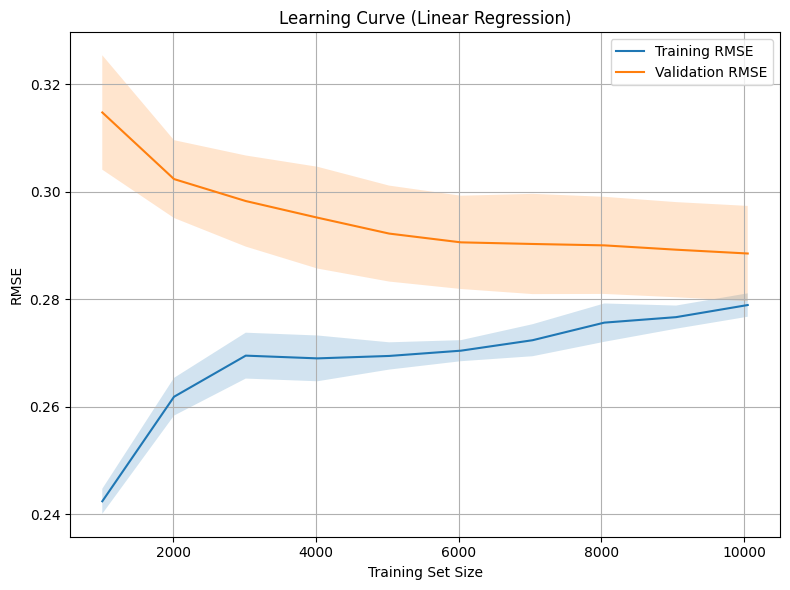 Learning Curve (Linear Regression)
Training RMSE
Validation RMSE
0.32
0.30
0.28
0.26
0.24
RMSE
2000 4000 6000 8000 10000
Training Set Size